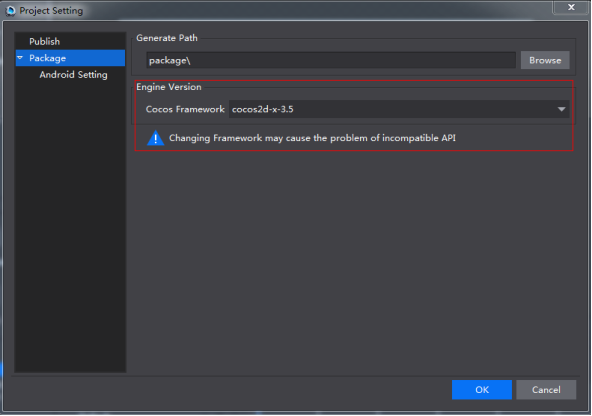 Project Setting
Publish
Package
Android Setting
Generate Path
package\
Browse
Engine Version
Cocos Framework cocos2d-x-3.5
Changing Framework may cause the problem of incompatible API
OK
Cancel